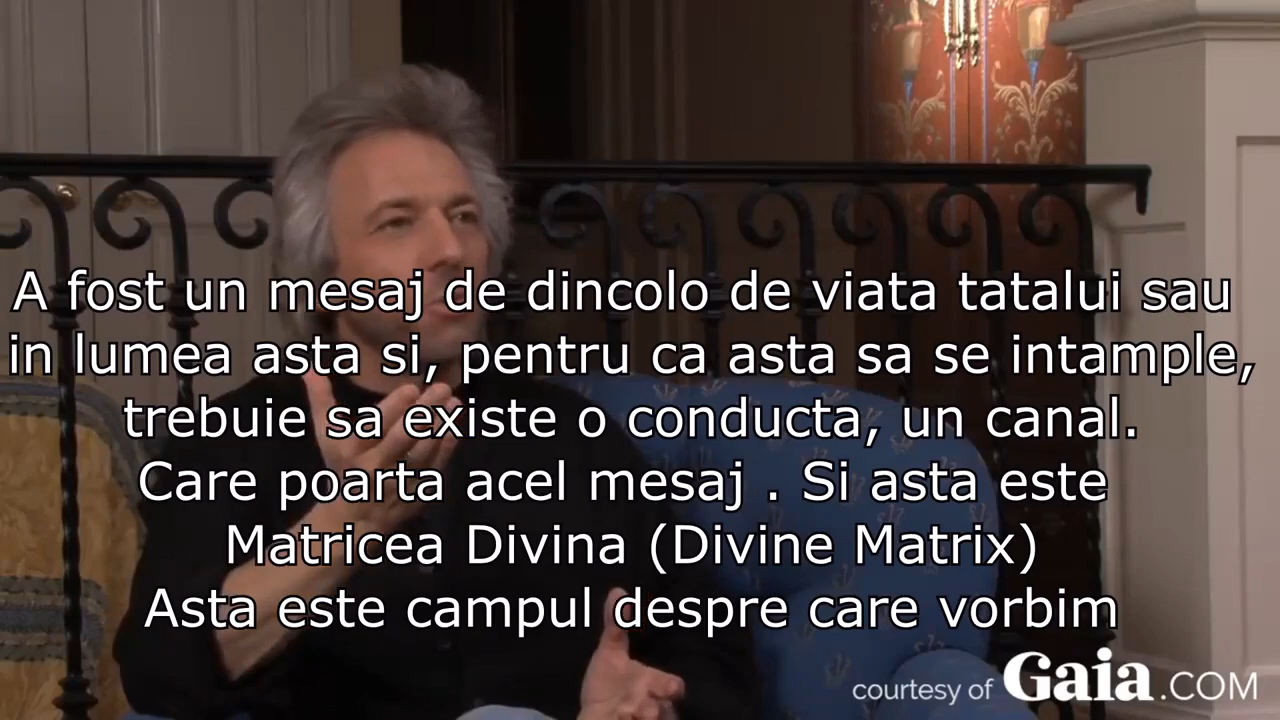 A fost un mesaj de dincolo de viata tatalui sau
in lumea asta si, pentru ca asta sa se intample,
trebuie sa existe o conducta, un canal.
Care poarta acel mesaj . Si asta este
Matricea Divina (Divine Matrix)
Asta este campul despre care vorbim
courtesy of Gaia.COM